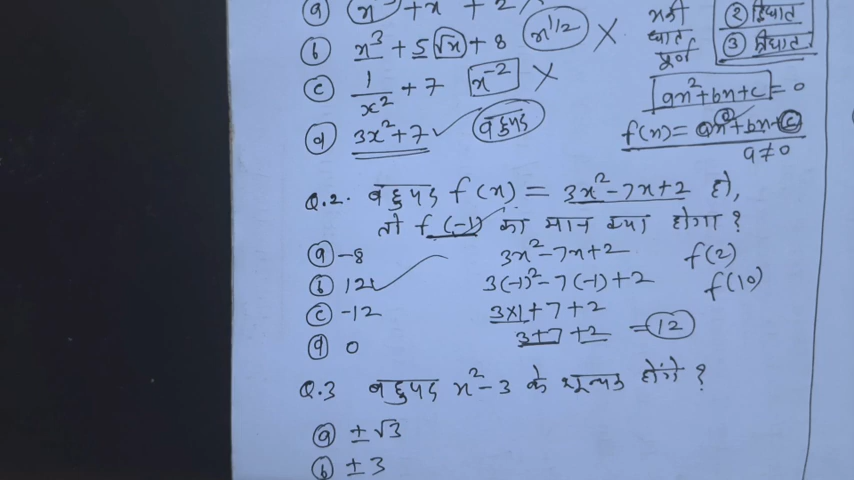 a x + x + 2
b x³ + 5√x + 8 x^1/2 ×
c 1/x² + 7 x⁻² ×
d 3x² + 7 ✓ बहुपद
घात
पूर्ण
② द्विघात
③ त्रिघात
ax² + bx + c = 0
f(x) = ax² + bx + c
a ≠ 0
Q.2. बहुपद f(x) = 3x² - 7x + 2 हो,
तो f(-1) का मान क्या होगा ?
a -8
b 12 ✓
c -12
d 0
3x² - 7x + 2
3(-1)² - 7(-1) + 2
3×1 + 7 + 2
3 + 7 + 2 = 12
f(2)
f(10)
Q.3 बहुपद x² - 3 के शून्यक होंगे ?
a ±√3
b ±3